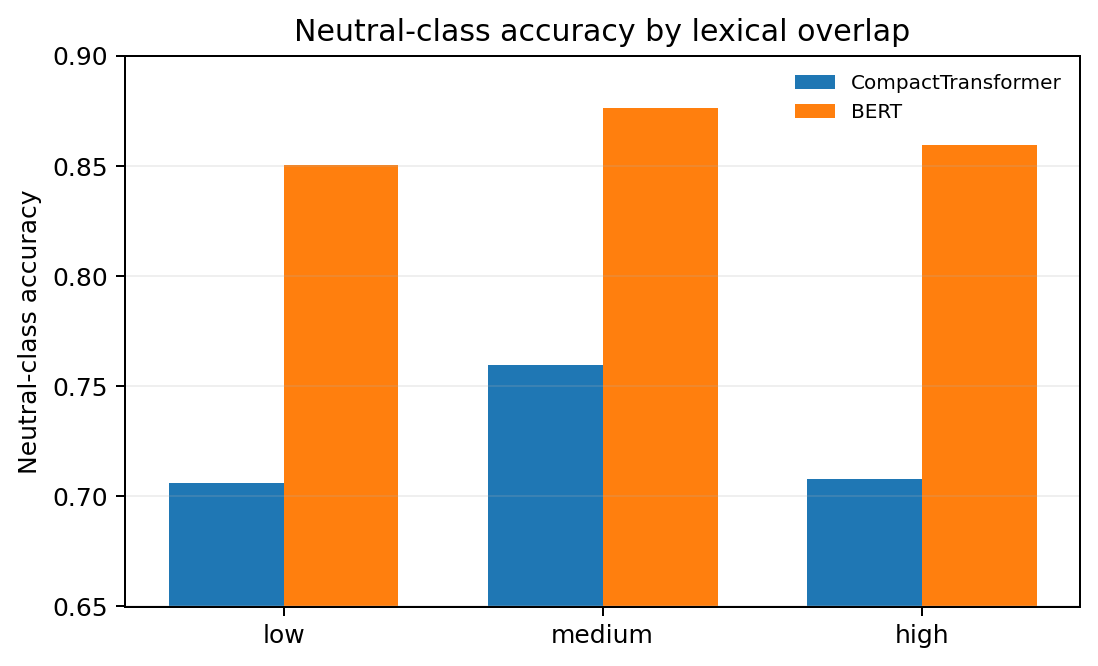 Neutral-class accuracy by lexical overlap
CompactTransformer
BERT
Neutral-class accuracy
0.90
0.85
0.80
0.75
0.70
0.65
low
medium
high